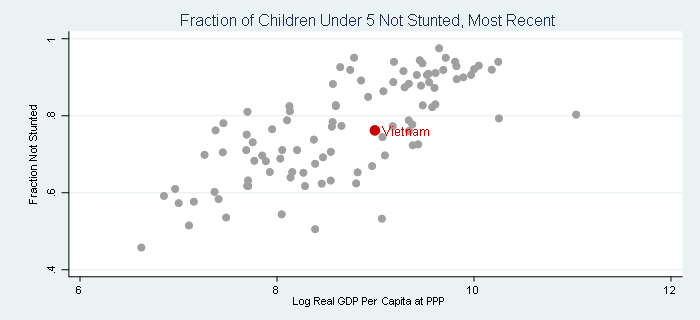 Fraction of Children Under 5 Not Stunted, Most Recent
Fraction Not Stunted
1
.8
.6
.4
Vietnam
6
8
10
12
Log Real GDP Per Capita at PPP